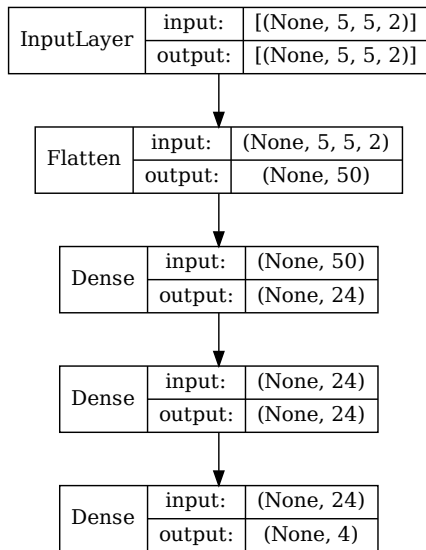 InputLayer input: [(None, 5, 5, 2)]
output: [(None, 5, 5, 2)]
Flatten input: (None, 5, 5, 2)
output: (None, 50)
Dense input: (None, 50)
output: (None, 24)
Dense input: (None, 24)
output: (None, 24)
Dense input: (None, 24)
output: (None, 4)